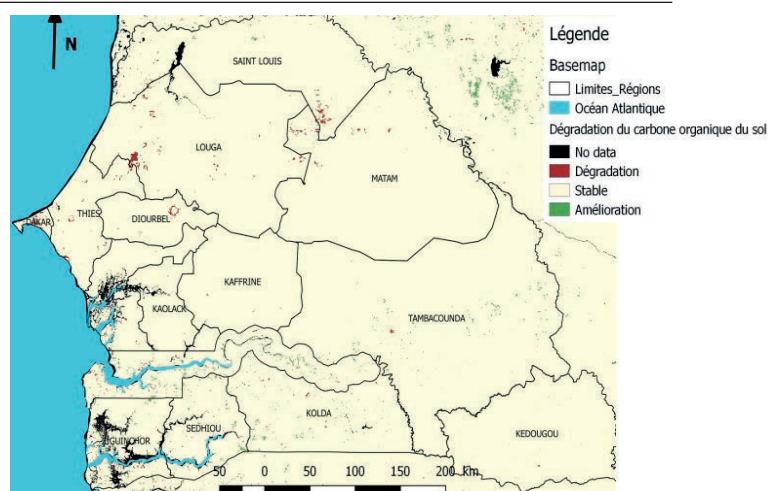 N
SAINT LOUIS
LOUGA
MATAM
THIES
DIOURBEL
DAKAR
KAFFRINE
KAOLACK
TAMBACOUNDA
KOLDA
SEDHIOU
KEDOUGOU
50 0 50 100 150 200 km
Légende
Basemap
Limites_Régions
Océan Atlantique
Dégradation du carbone organique du sol
No data
Dégradation
Stable
Amélioration